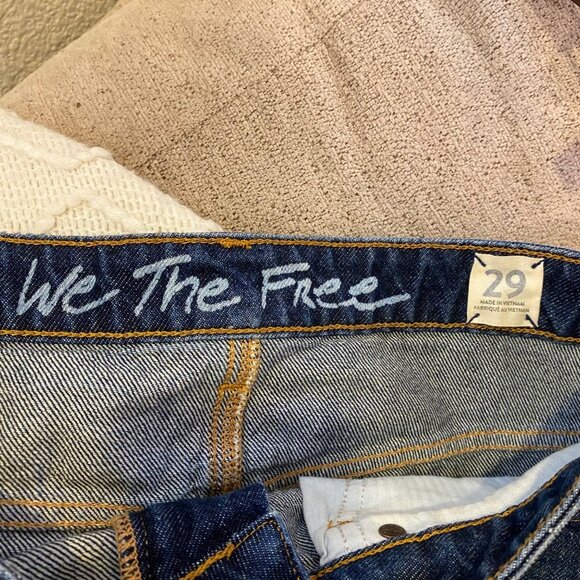 We The Free
29
MADE IN VIETNAM
FABRIQUÉ AU VIETNAM